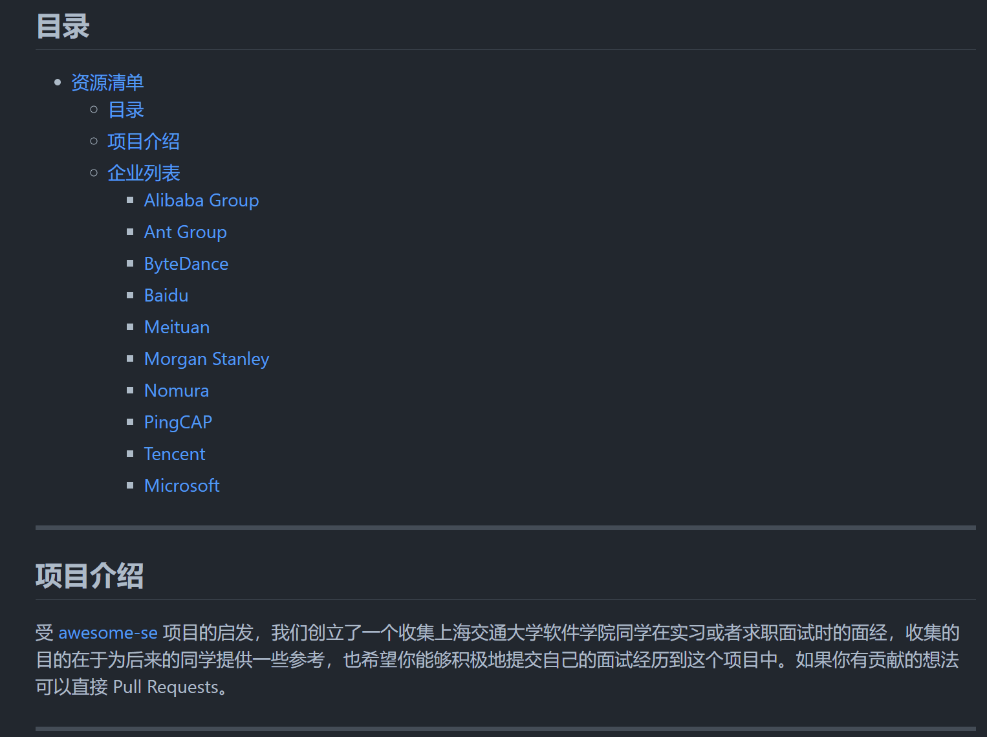 目录
资源清单
目录
项目介绍
企业列表
Alibaba Group
Ant Group
ByteDance
Baidu
Meituan
Morgan Stanley
Nomura
PingCAP
Tencent
Microsoft
项目介绍
受 awesome-se 项目的启发，我们创立了一个收集上海交通大学软件学院同学在实习或者求职面试时的面经，收集的
目的在于为后来的同学提供一些参考，也希望你能够积极地提交自己的面试经历到这个项目中。如果你有贡献的想法
可以直接 Pull Requests。